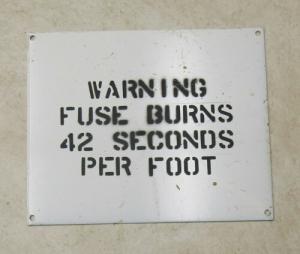 WARNING
FUSE BURNS
42 SECONDS
PER FOOT